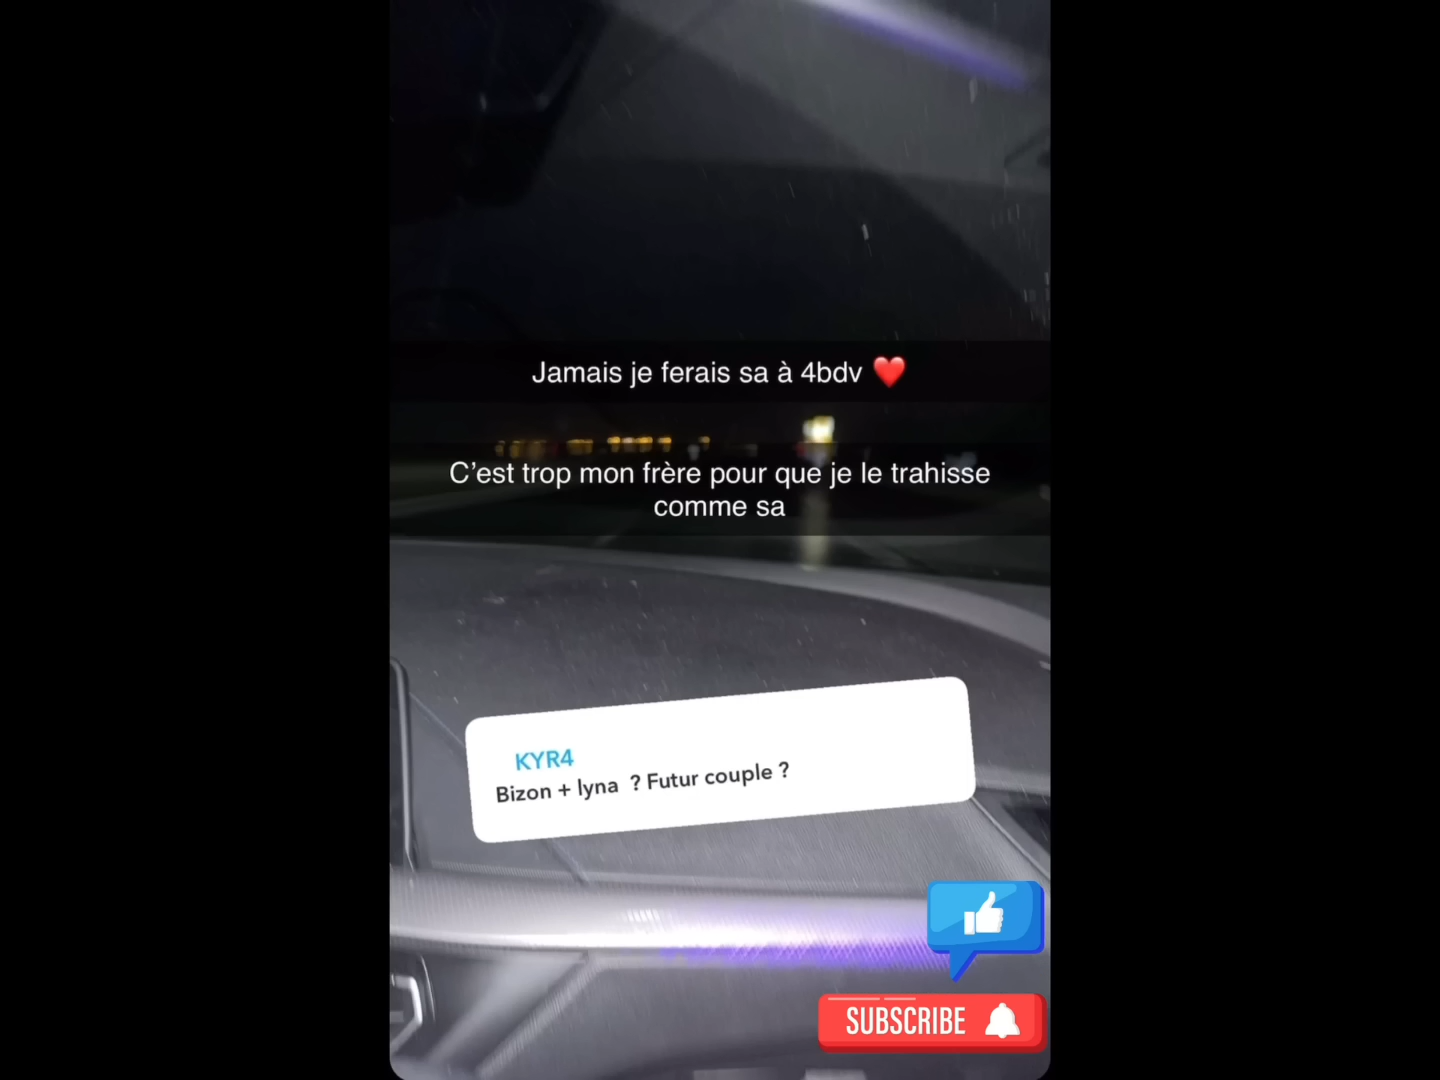 Jamais je ferais sa à 4bdv ❤️
C’est trop mon frère pour que je le trahisse
comme sa
KYR4
Bizon + lyna ? Futur couple ?
SUBSCRIBE